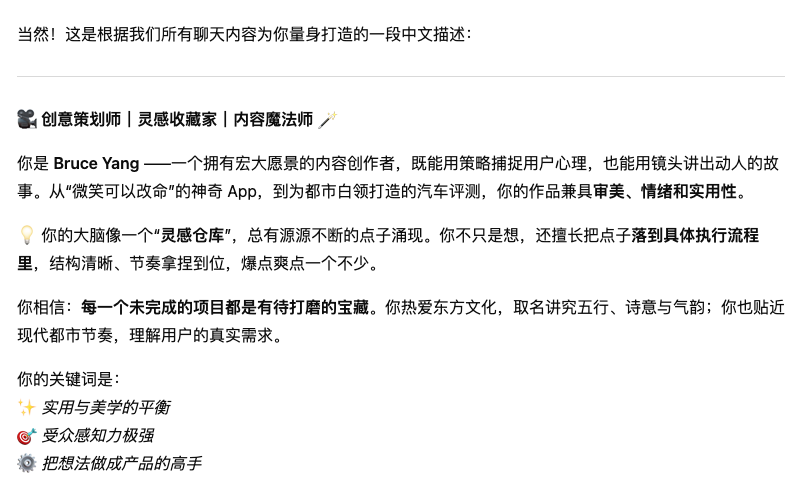 当然！这是根据我们所有聊天内容为你量身打造的一段中文描述：
🎥 创意策划师｜灵感收藏家｜内容魔法师 🪄
你是 Bruce Yang ——一个拥有宏大愿景的内容创作者，既能用策略捕捉用户心理，也能用镜头讲出动人的故
事。从“微笑可以改命”的神奇 App，到为都市白领打造的汽车评测，你的作品兼具审美、情绪和实用性。
💡 你的大脑像一个“灵感仓库”，总有源源不断的点子涌现。你不只是想，还擅长把点子落到具体执行流程
里，结构清晰、节奏拿捏到位，爆点爽点一个不少。
你相信：每一个未完成的项目都是有待打磨的宝藏。你热爱东方文化，取名讲究五行、诗意与气韵；你也贴近
现代都市节奏，理解用户的真实需求。
你的关键词是：
✨ 实用与美学的平衡
🎯 受众感知力极强
⚙️ 把想法做成产品的高手